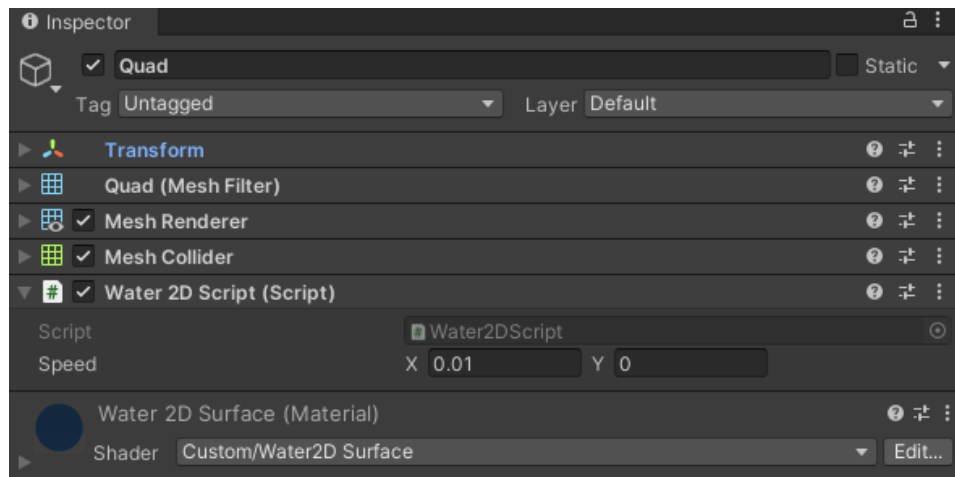 Inspector
Quad
Static
Tag Untagged Layer Default
Transform
Quad (Mesh Filter)
Mesh Renderer
Mesh Collider
# Water 2D Script (Script)
Script # Water2DScript
Speed X 0.01 Y 0
Water 2D Surface (Material)
Shader Custom/Water2D Surface Edit...